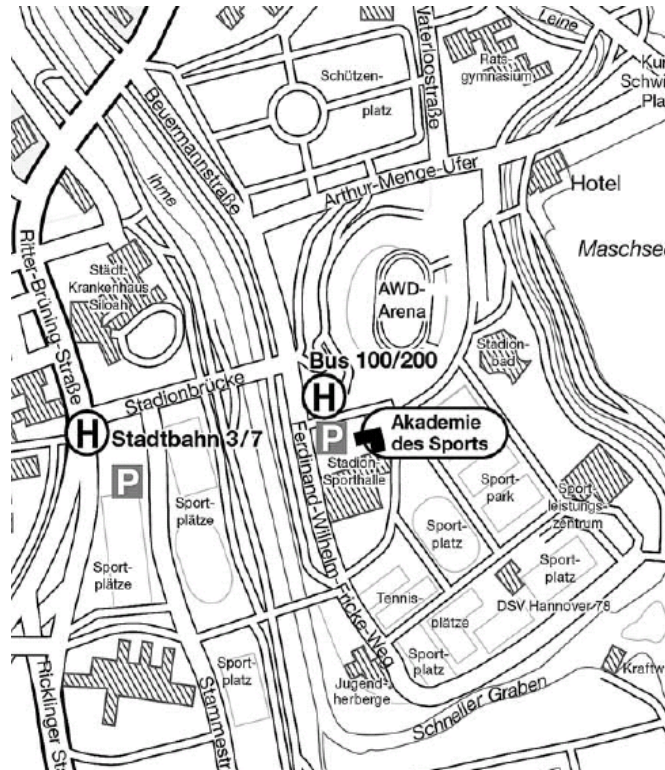 Leine
Waterloostraße
Rats-
gymnasium
Schützen-
platz
Beuermannstraße
Ihme
Arthur-Menge-Ufer
Hotel
Maschsee
Ritter-Brüning-Straße
Städt.
Krankenhaus
Siloah
AWD-
Arena
Stadion-
bad
Bus 100/200
H
Stadionbrücke
H
Stadtbahn 3/7
P
Akademie
des Sports
P
Stadion-
Sporthalle
Ferdinand-Wilhelm-Fricke-Weg
Sport-
park
Sport-
leistungs-
zentrum
Sport-
plätze
Sport-
plätze
Sport-
platz
Sport-
platz
Tennis-
plätze
DSV Hannover 78
Sport-
platz
Sport-
platz
Jugend-
herberge
Kraftw
Schneller Graben
Ricklinger St
Stammestr